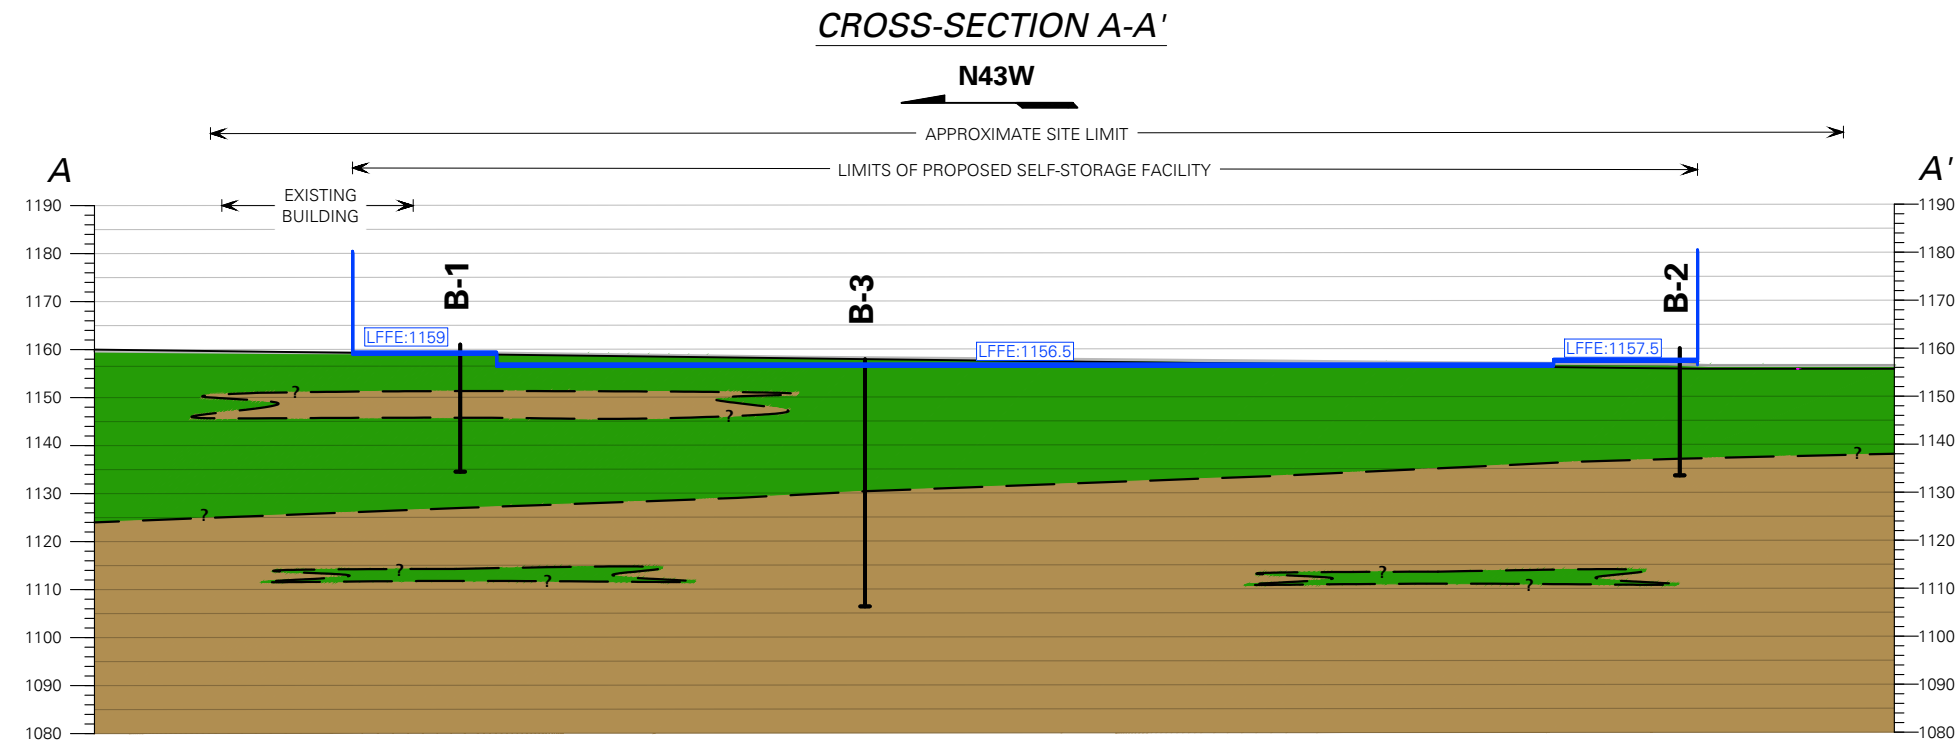 CROSS-SECTION A-A'
N43W
APPROXIMATE SITE LIMIT
LIMITS OF PROPOSED SELF-STORAGE FACILITY
A
A'
EXISTING
BUILDING
1190
1180
1170
1160
1150
1140
1130
1120
1110
1100
1090
1080
B-1
B-3
B-2
LFFE:1159
LFFE:1156.5
LFFE:1157.5
?
?
?
?
?
?
?
?
1190
1180
1170
1160
1150
1140
1130
1120
1110
1100
1090
1080